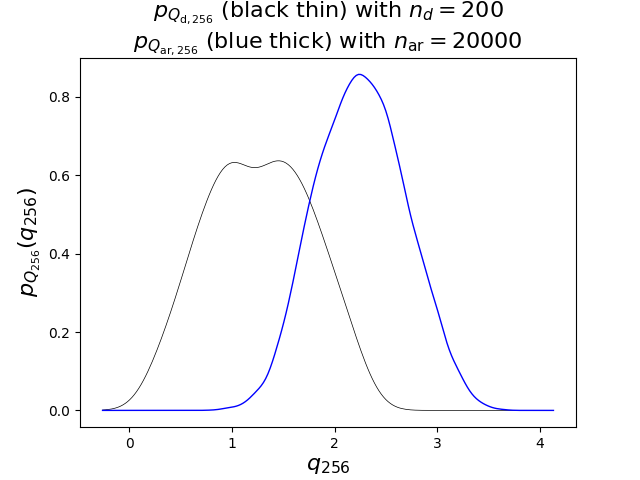 p_{Q_{d,256}} (black thin) with n_d = 200
p_{Q_{ar,256}} (blue thick) with n_{ar} = 20000
p_{Q_{256}}(q_{256})
0.8
0.6
0.4
0.2
0.0
0 1 2 3 4
q_{256}